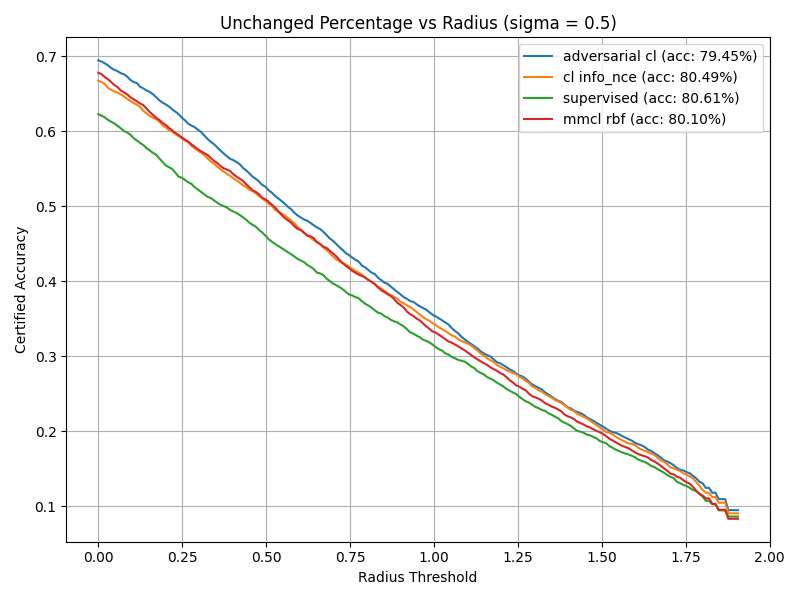 Unchanged Percentage vs Radius (sigma = 0.5)
adversarial cl (acc: 79.45%)
cl info_nce (acc: 80.49%)
supervised (acc: 80.61%)
mmcl rbf (acc: 80.10%)
Certified Accuracy
0.7
0.6
0.5
0.4
0.3
0.2
0.1
0.00 0.25 0.50 0.75 1.00 1.25 1.50 1.75 2.00
Radius Threshold